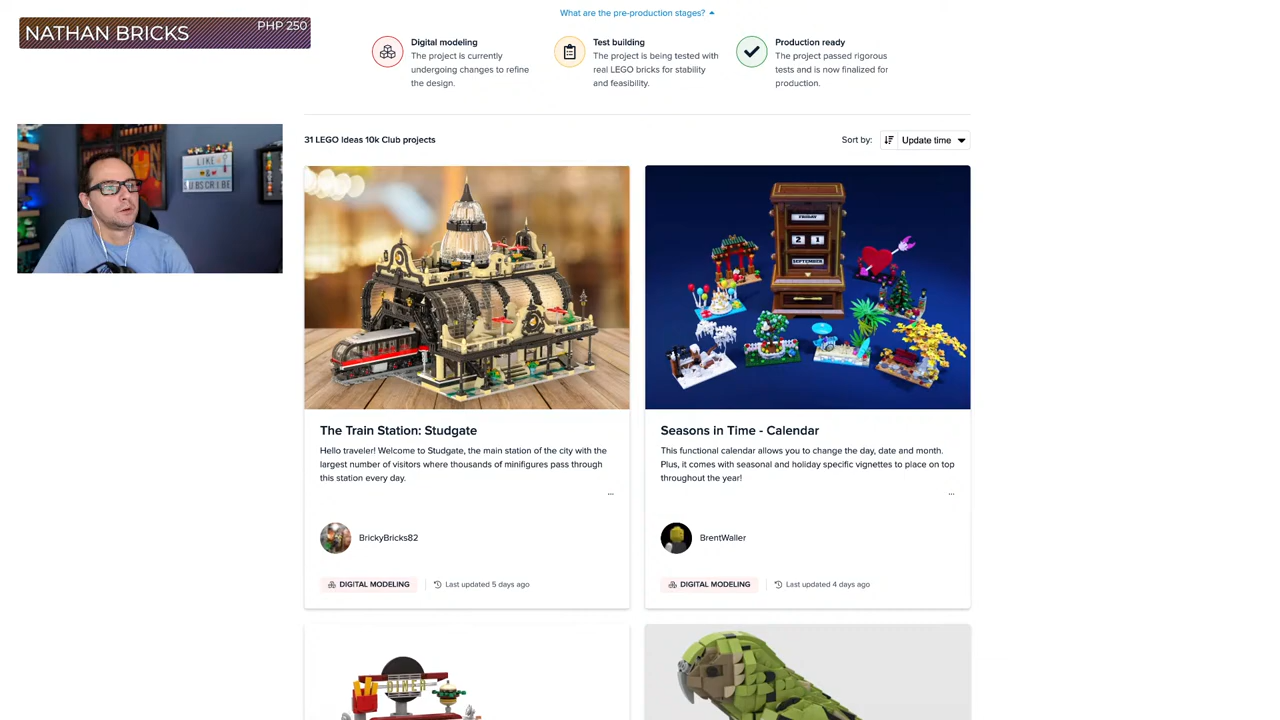 NATHAN BRICKS
PHP 250
What are the pre-production stages?
Digital modeling
The project is currently
undergoing changes to refine
the design.
Test building
The project is being tested with
real LEGO bricks for stability
and feasibility.
Production ready
The project passed rigorous
tests and is now finalized for
production.
LIKE
&
SUBSCRIBE
31 LEGO Ideas 10k Club projects
Sort by:
Update time
FRIDAY
2 1
SEPTEMBER
The Train Station: Studgate
Hello traveler! Welcome to Studgate, the main station of the city with the
largest number of visitors where thousands of minifigures pass through
this station every day.
...
BrickyBricks82
DIGITAL MODELING
Last updated 5 days ago
Seasons in Time - Calendar
This functional calendar allows you to change the day, date and month.
Plus, it comes with seasonal and holiday specific vignettes to place on top
throughout the year!
...
BrentWaller
DIGITAL MODELING
Last updated 4 days ago
DINER